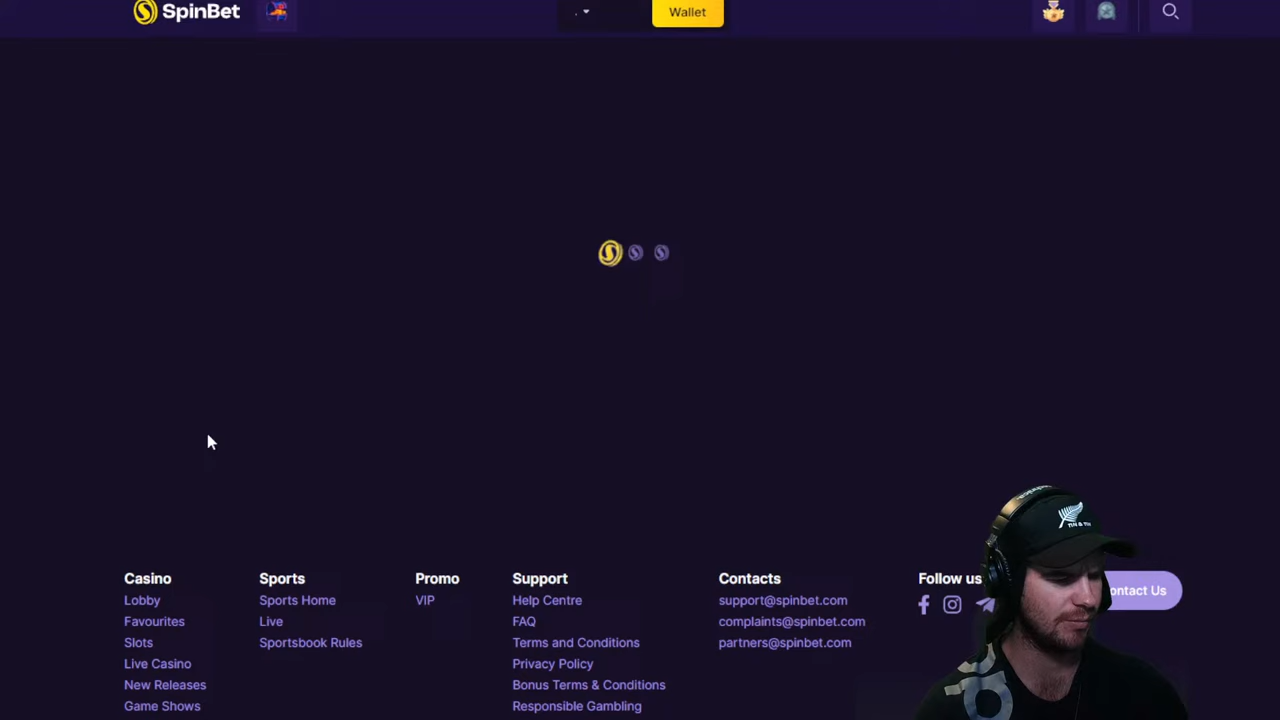 SpinBet
Wallet
Casino
Lobby
Favourites
Slots
Live Casino
New Releases
Game Shows
Sports
Sports Home
Live
Sportsbook Rules
Promo
VIP
Support
Help Centre
FAQ
Terms and Conditions
Privacy Policy
Bonus Terms & Conditions
Responsible Gambling
Contacts
support@spinbet.com
complaints@spinbet.com
partners@spinbet.com
Follow us
ontact Us